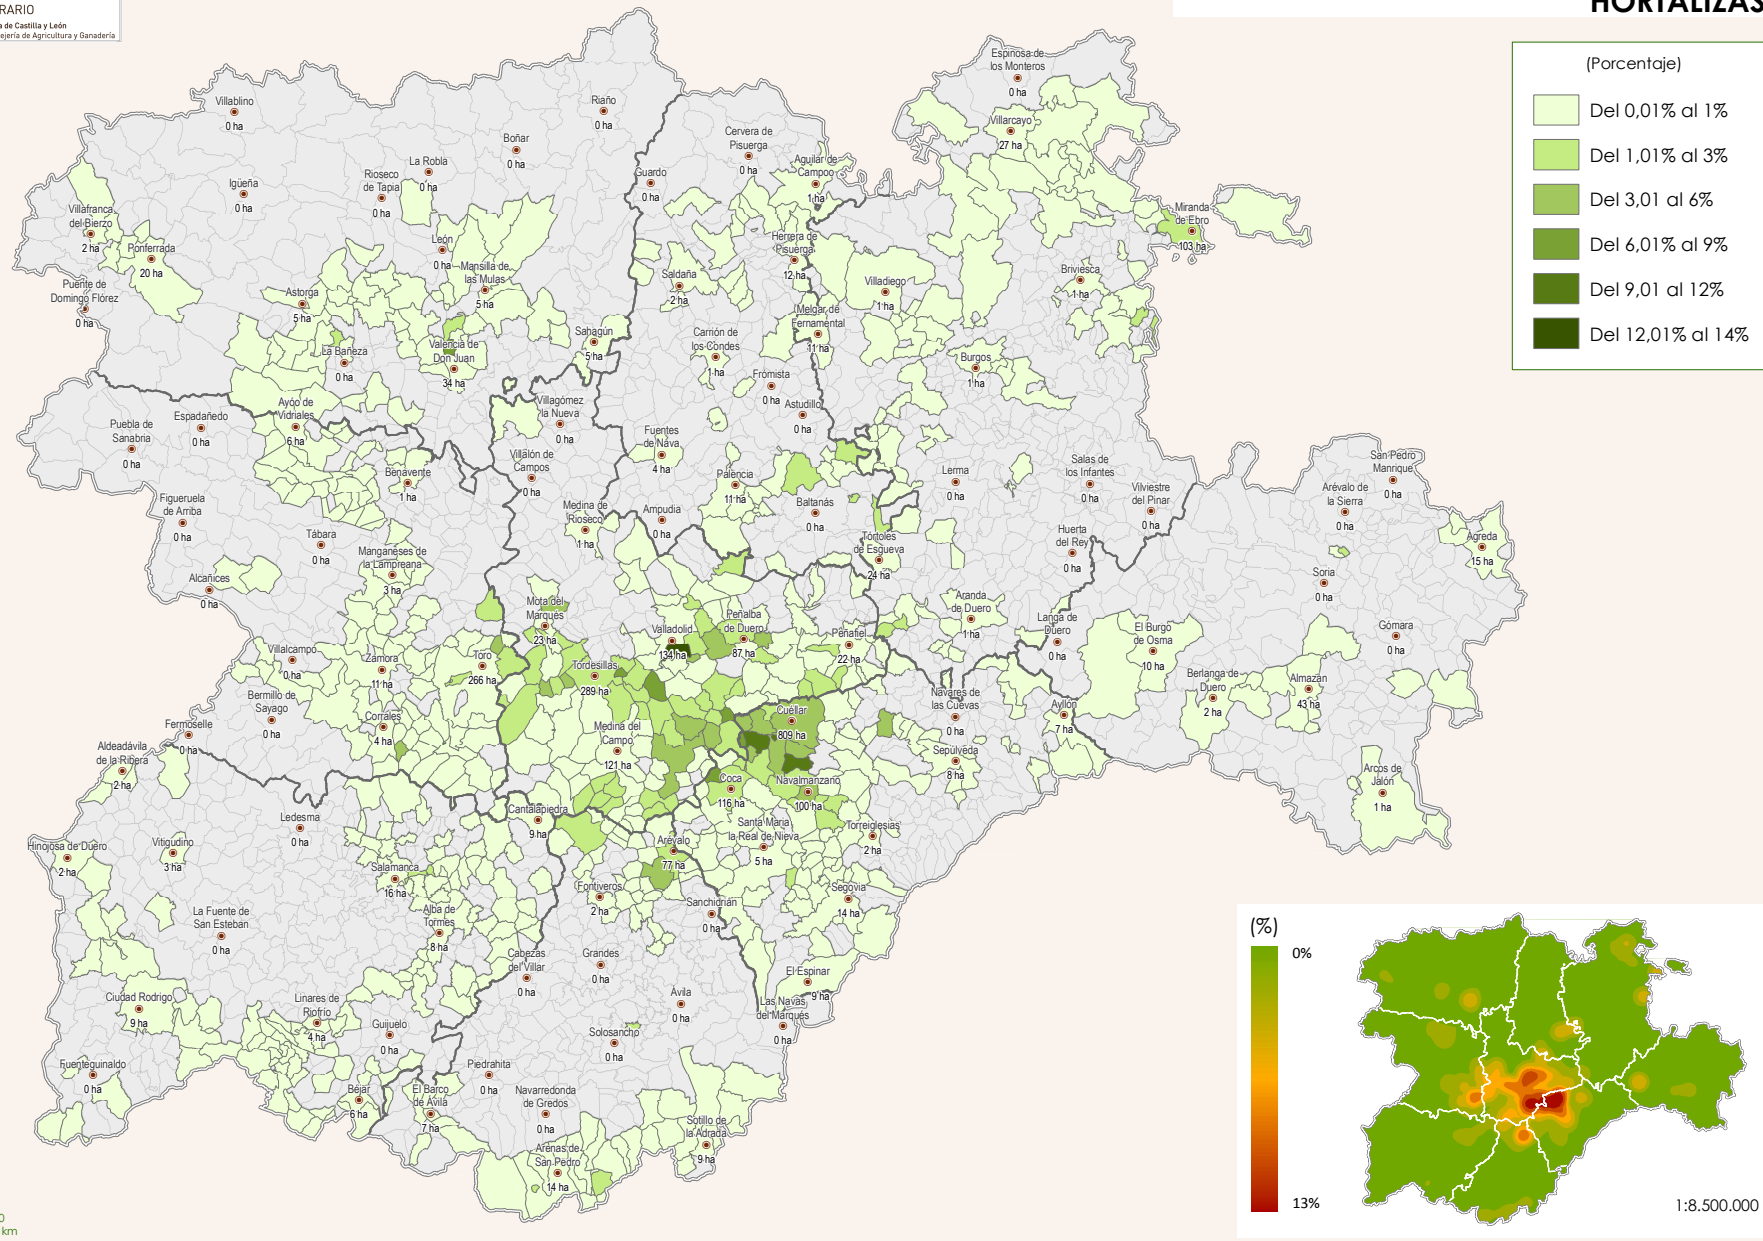 RARIO
a de Castilla y León
ejería de Agricultura y Ganadería
HORTALIZAS
(Porcentaje)
Del 0,01% al 1%
Del 1,01% al 3%
Del 3,01 al 6%
Del 6,01% al 9%
Del 9,01 al 12%
Del 12,01% al 14%
Espinosa de
los Monteros
0 ha
Villablino
0 ha
Riaño
0 ha
Villarcayo
27 ha
Boñar
0 ha
Cervera de
Pisuerga
0 ha
La Robla
0 ha
Aguilar de
Campoo
1 ha
Igüeña
0 ha
Rioseco
de Tapia
0 ha
Guardo
0 ha
Villafranca
del Bierzo
2 ha
Miranda
de Ebro
103 ha
Ponferrada
20 ha
León
0 ha
Herrera de
Pisuerga
12 ha
Mansilla de
las Mulas
5 ha
Saldaña
2 ha
Villadiego
1 ha
Briviesca
1 ha
Puente de
Domingo Flórez
0 ha
Astorga
5 ha
Melgar de
Fernamental
11 ha
Sahagún
5 ha
Carrión de
los Condes
1 ha
La Bañeza
0 ha
Valencia de
Don Juan
34 ha
Burgos
1 ha
Frómista
0 ha
Astudillo
0 ha
Villagómez
la Nueva
0 ha
Ayóo de
Vidriales
6 ha
Espadañedo
0 ha
Puebla de
Sanabria
0 ha
Fuentes
de Nava
4 ha
Villalón de
Campos
0 ha
Benavente
1 ha
Palencia
11 ha
Lerma
0 ha
Salas de
los Infantes
0 ha
San Pedro
Manrique
0 ha
Vilviestre
del Pinar
0 ha
Arévalo de
la Sierra
0 ha
Figueruela
de Arriba
0 ha
Medina de
Rioseco
1 ha
Ampudia
0 ha
Baltanás
0 ha
Tábara
0 ha
Huerta
del Rey
0 ha
Tórtoles
de Esgueva
24 ha
Ágreda
15 ha
Manganeses de
la Lampreana
3 ha
Alcañices
0 ha
Soria
0 ha
Mota del
Marqués
23 ha
Aranda
de Duero
1 ha
Peñalba
de Duero
87 ha
Valladolid
134 ha
Peñafiel
22 ha
Langa de
Duero
0 ha
El Burgo
de Osma
10 ha
Gómara
0 ha
Villalcampo
0 ha
Zamora
11 ha
Toro
266 ha
Tordesillas
289 ha
Berlanga de
Duero
2 ha
Almazán
43 ha
Bermillo de
Sayago
0 ha
Navares de
las Cuevas
0 ha
Ayllón
7 ha
Cuéllar
809 ha
Fermoselle
0 ha
Corrales
4 ha
Medina del
Campo
121 ha
Sepúlveda
8 ha
Aldeadávila
de la Ribera
2 ha
Coca
116 ha
Navalmanzano
100 ha
Arcos de
Jalón
1 ha
Cantalapiedra
9 ha
Ledesma
0 ha
Santa María
la Real de Nieva
5 ha
Torreiglesias
2 ha
Hinojosa de Duero
2 ha
Vitigudino
3 ha
Arévalo
77 ha
Salamanca
16 ha
Fontiveros
2 ha
Segovia
14 ha
Sanchidrián
0 ha
La Fuente de
San Esteban
0 ha
Alba de
Tormes
8 ha
Cabezas
del Villar
0 ha
Grandes
0 ha
El Espinar
9 ha
Ávila
0 ha
Ciudad Rodrigo
9 ha
Linares de
Riofrío
4 ha
Las Navas
del Marqués
0 ha
Guijuelo
0 ha
Solosancho
0 ha
Fuenteguinaldo
0 ha
Piedrahita
0 ha
Béjar
6 ha
El Barco
de Ávila
7 ha
Navarredonda
de Gredos
0 ha
Sotillo de
la Adrada
9 ha
Arenas de
San Pedro
14 ha
(%)
0%
13%
1:8.500.000
0
km